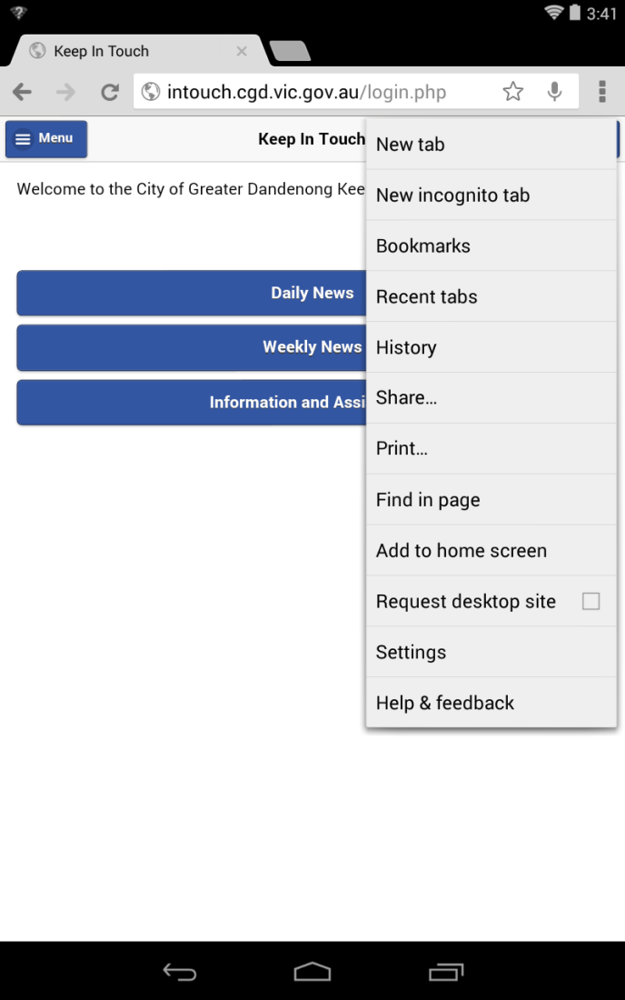 3:41
Keep In Touch
intouch.cgd.vic.gov.au/login.php
Menu
Keep In Touch
Welcome to the City of Greater Dandenong
Daily News
Weekly News
Information and
New tab
New incognito tab
Bookmarks
Recent tabs
History
Share...
Print...
Find in page
Add to home screen
Request desktop site
Settings
Help & feedback